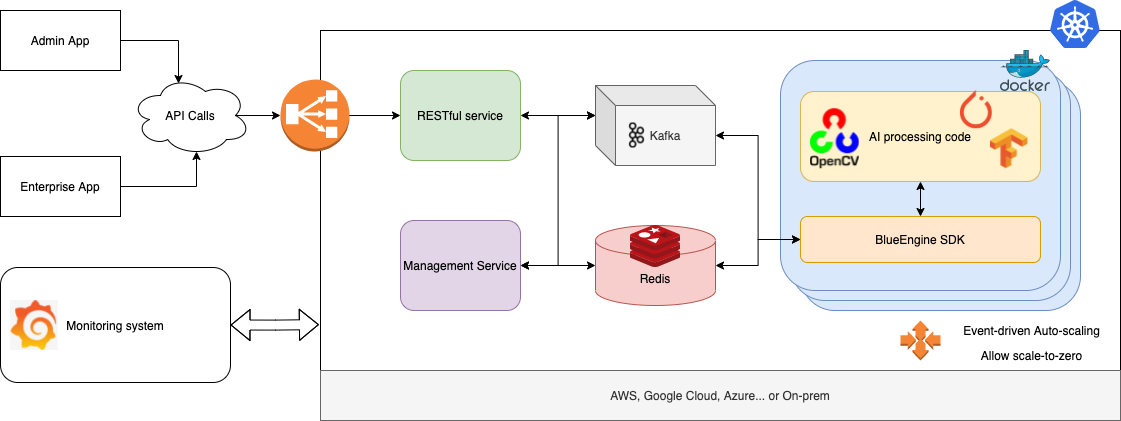 Admin App
API Calls
Enterprise App
Monitoring system
RESTful service
Management Service
Kafka
Redis
docker
AI processing code
OpenCV
BlueEngine SDK
Event-driven Auto-scaling
Allow scale-to-zero
AWS, Google Cloud, Azure... or On-prem